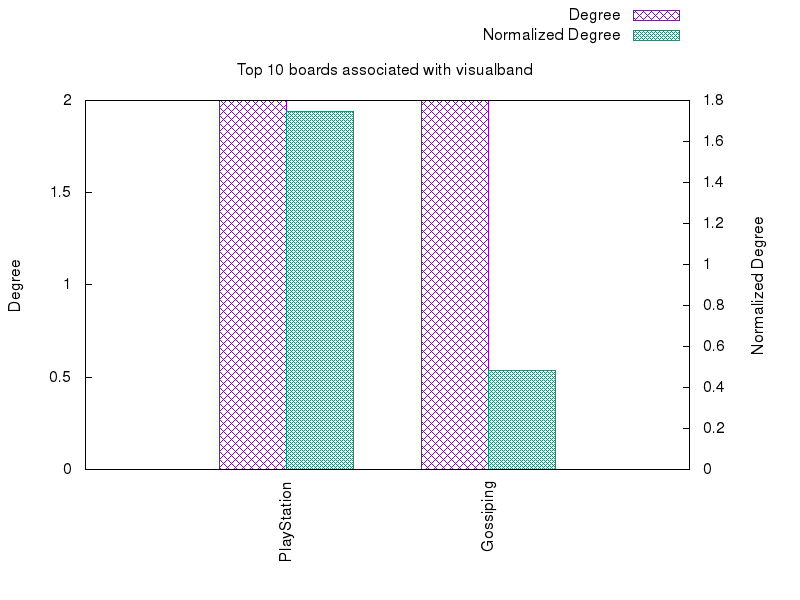 Degree
Normalized Degree
Top 10 boards associated with visualband
2
1.5
1
0.5
0
Degree
1.8
1.6
1.4
1.2
1
0.8
0.6
0.4
0.2
0
Normalized Degree
PlayStation
Gossiping